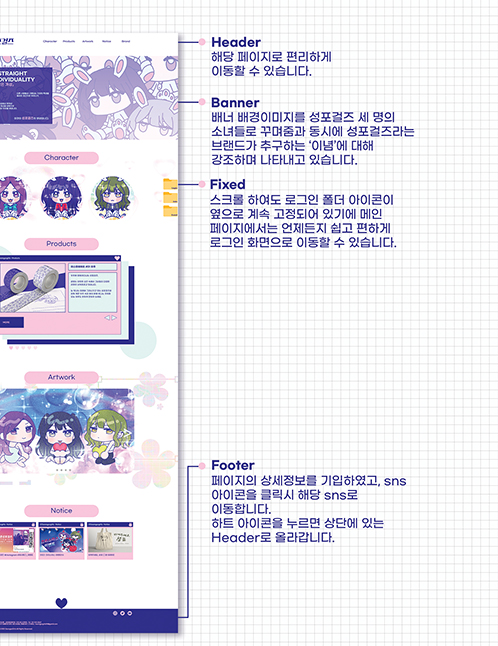 Character Products Artwork Notice Brand
Header
해당 페이지로 편리하게
이동할 수 있습니다.
STRAIGHT
DIVIDUALITY
Banner
배너 배경이미지를 성포걸즈 세 명의
소녀들로 꾸며줌과 동시에 성포걸즈라는
브랜드가 추구하는 '이념'에 대해
강조하며 나타내고 있습니다.
Character
Fixed
스크롤 하여도 로그인 폴더 아이콘이
옆으로 계속 고정되어 있기에 메인
페이지에서는 언제든지 쉽고 편하게
로그인 화면으로 이동할 수 있습니다.
Products
Artwork
Footer
페이지의 상세정보를 기입하였고, sns
아이콘을 클릭시 해당 sns로
이동합니다.
하트 아이콘을 누르면 상단에 있는
Header로 올라갑니다.
Notice